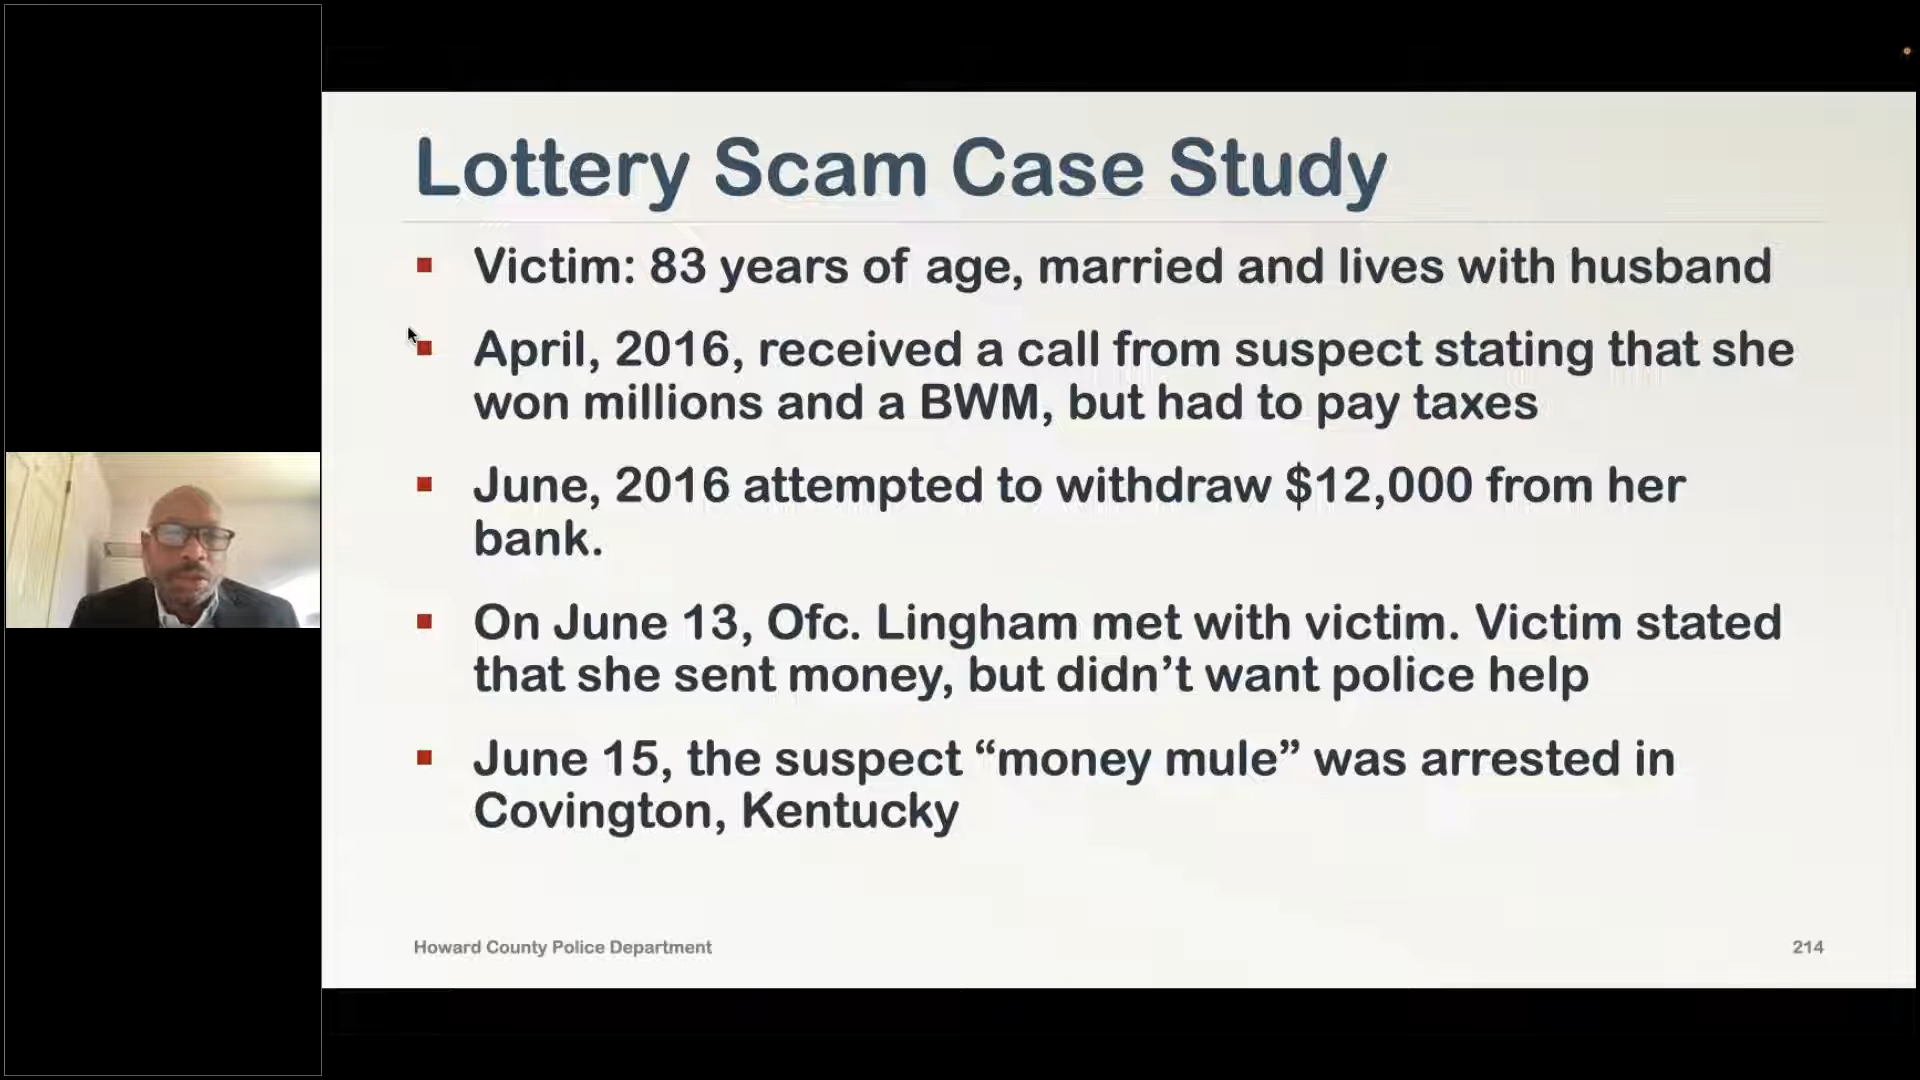 Lottery Scam Case Study
Victim: 83 years of age, married and lives with husband
April, 2016, received a call from suspect stating that she
won millions and a BWM, but had to pay taxes
June, 2016 attempted to withdraw $12,000 from her
bank.
On June 13, Ofc. Lingham met with victim. Victim stated
that she sent money, but didn’t want police help
June 15, the suspect “money mule” was arrested in
Covington, Kentucky
Howard County Police Department
214